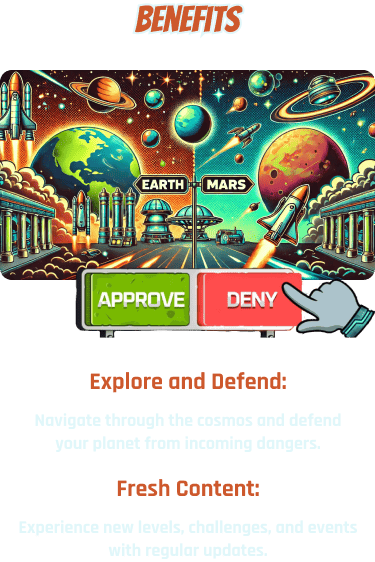 BENEFITS
EARTH MARS
APPROVE DENY
Explore and Defend:
Navigate through the cosmos and defend
your planet from incoming dangers.
Fresh Content:
Experience new levels, challenges, and events
with regular updates.